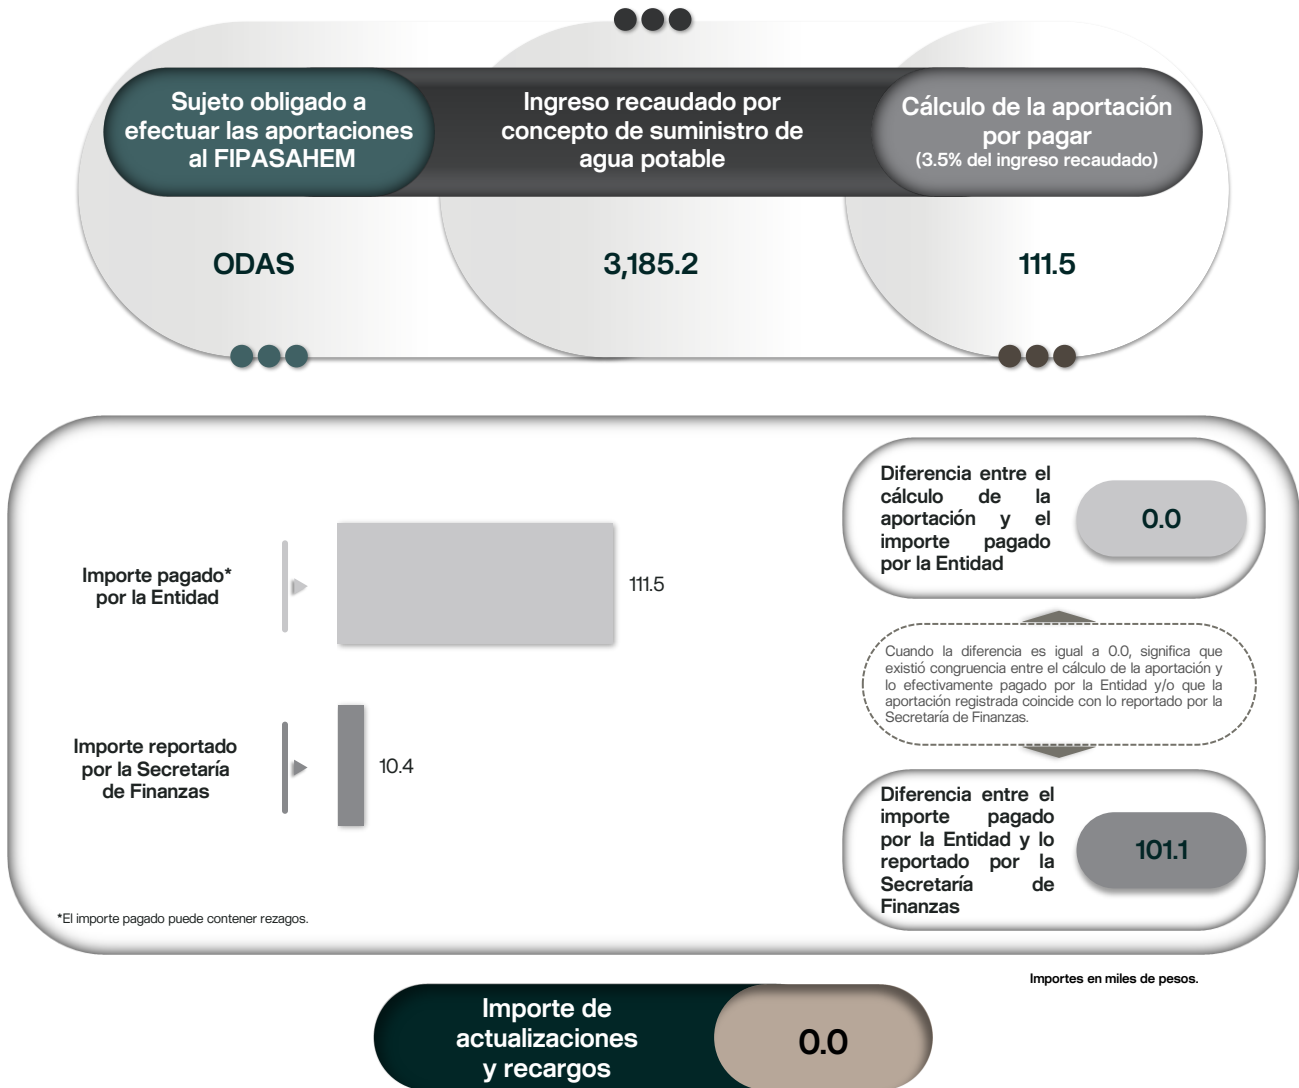 Sujeto obligado a
efectuar las aportaciones
al FIPASAHEM
Ingreso recaudado por
concepto de suministro de
agua potable
Cálculo de la aportación
por pagar
(3.5% del ingreso recaudado)
ODAS
3,185.2
111.5
Importe pagado*
por la Entidad
111.5
Importe reportado
por la Secretaría
de Finanzas
10.4
*El importe pagado puede contener rezagos.
Diferencia entre el
cálculo de la
aportación y el
importe pagado
por la Entidad
0.0
Cuando la diferencia es igual a 0.0, significa que
existió congruencia entre el cálculo de la aportación y
lo efectivamente pagado por la Entidad y/o que la
aportación registrada coincide con lo reportado por la
Secretaría de Finanzas.
Diferencia entre el
importe pagado
por la Entidad y lo
reportado por la
Secretaría de
Finanzas
101.1
Importes en miles de pesos.
Importe de
actualizaciones
y recargos
0.0